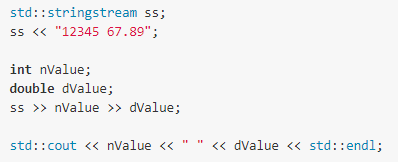 std::stringstream ss;
ss << "12345 67.89";
int nValue;
double dValue;
ss >> nValue >> dValue;
std::cout << nValue << " " << dValue << std::endl;